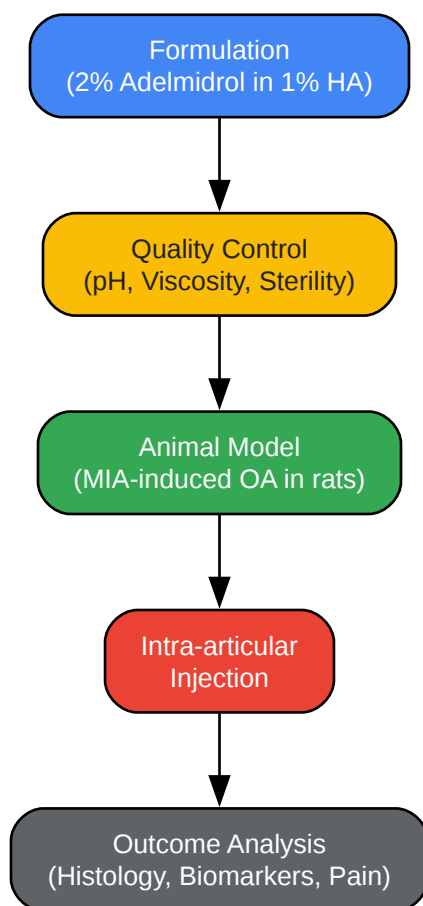 Formulation
(2% Adelmidrol in 1% HA)
Quality Control
(pH, Viscosity, Sterility)
Animal Model
(MIA-induced OA in rats)
Intra-articular
Injection
Outcome Analysis
(Histology, Biomarkers, Pain)